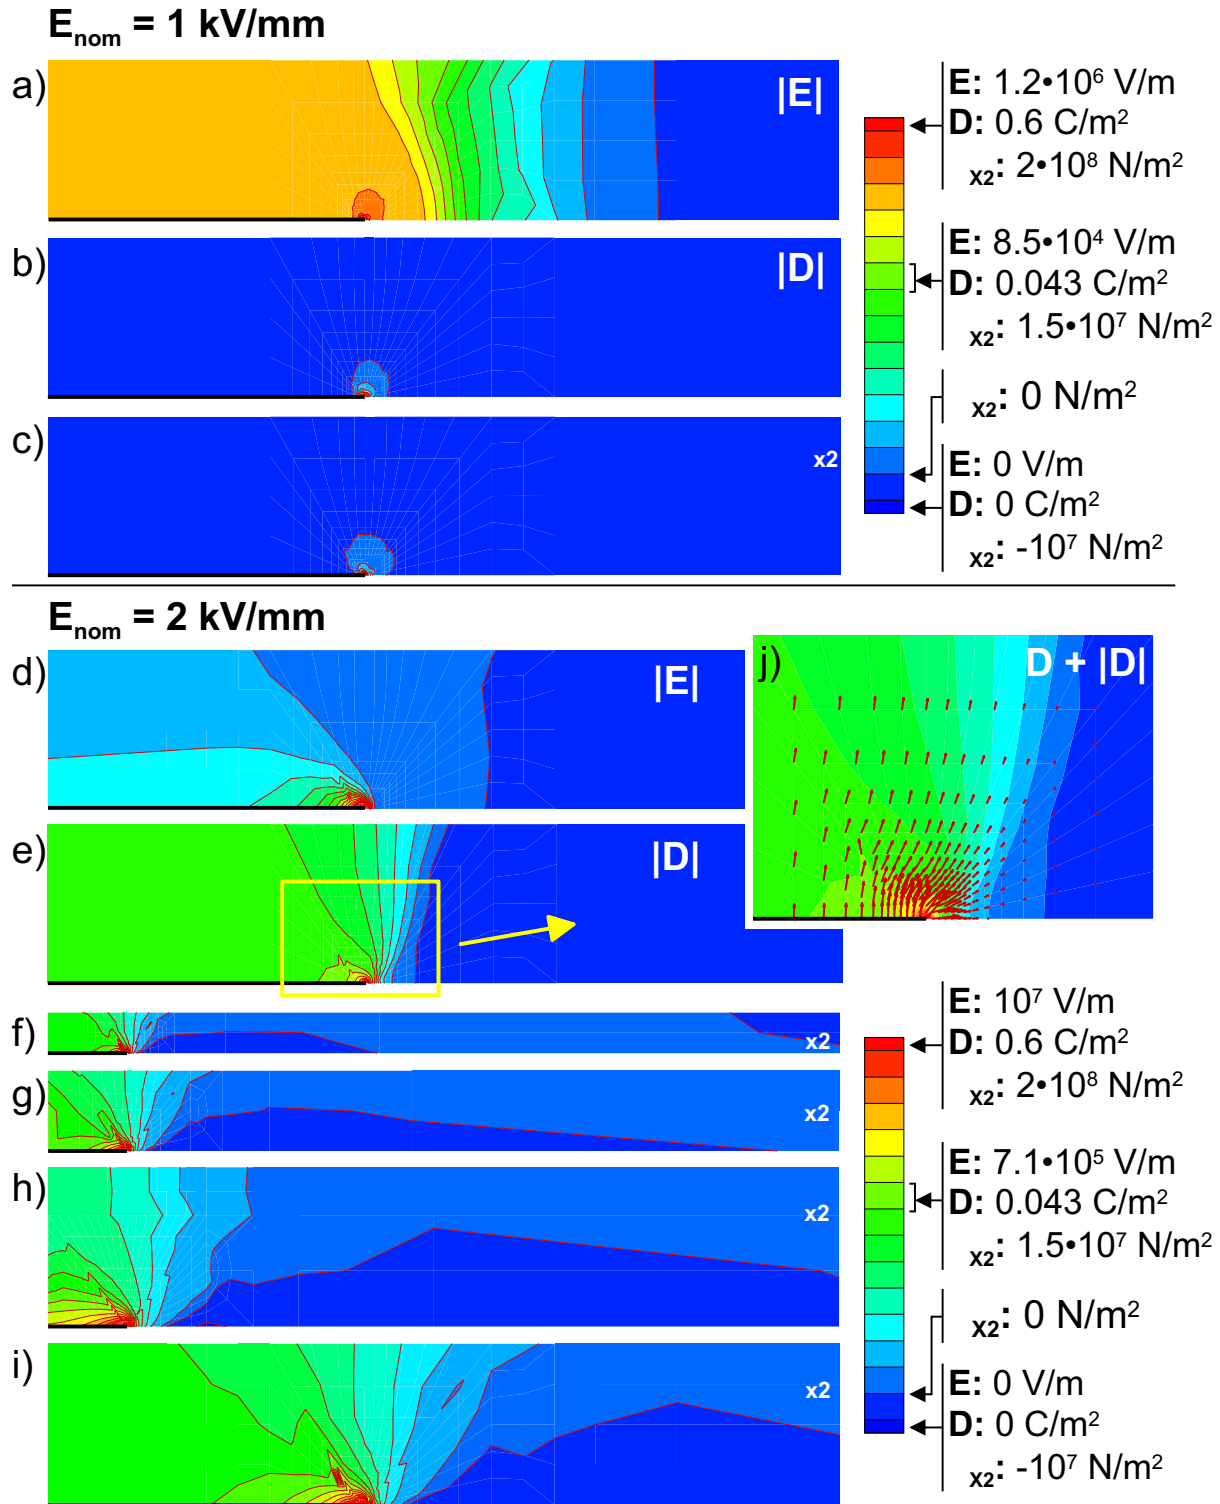 Eₙₒₘ = 1 kV/mm
a)
|E|
b)
|D|
c)
x2
E: 1.2•10⁶ V/m
D: 0.6 C/m²
X2: 2•10⁸ N/m²
E: 8.5•10⁴ V/m
D: 0.043 C/m²
X2: 1.5•10⁷ N/m²
X2: 0 N/m²
E: 0 V/m
D: 0 C/m²
X2: -10⁷ N/m²
Eₙₒₘ = 2 kV/mm
d)
|E|
j)
D + |D|
e)
|D|
f)
x2
g)
x2
h)
x2
i)
x2
E: 10⁷ V/m
D: 0.6 C/m²
X2: 2•10⁸ N/m²
E: 7.1•10⁵ V/m
D: 0.043 C/m²
X2: 1.5•10⁷ N/m²
X2: 0 N/m²
E: 0 V/m
D: 0 C/m²
X2: -10⁷ N/m²